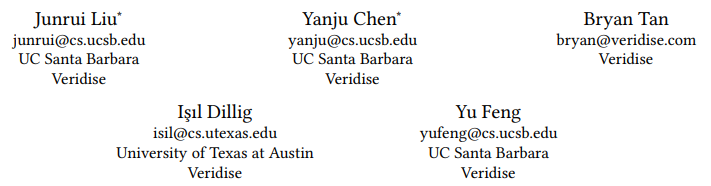 Junrui Liu*
junrui@cs.ucsb.edu
UC Santa Barbara
Veridise
Yanju Chen*
yanju@cs.ucsb.edu
UC Santa Barbara
Veridise
Bryan Tan
bryan@veridise.com
Veridise
Işıl Dillig
isil@cs.utexas.edu
University of Texas at Austin
Veridise
Yu Feng
yufeng@cs.ucsb.edu
UC Santa Barbara
Veridise